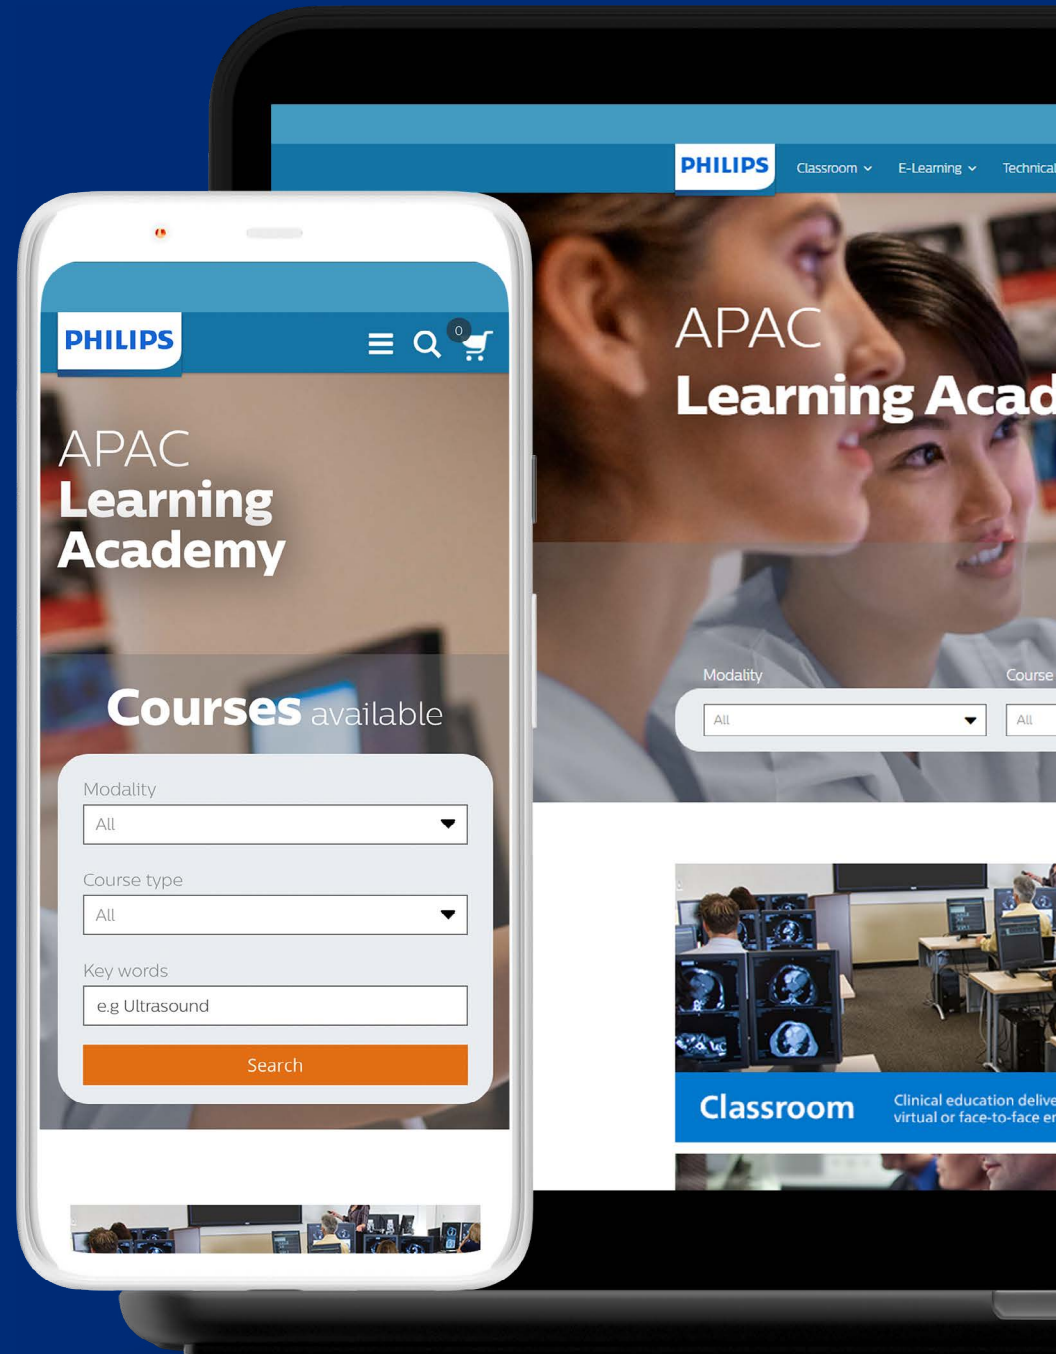 PHILIPS
Classroom
E-Learning
Technical
APAC
Learning Acad
Modality
Course
All
All
Classroom
Clinical education delive
virtual or face-to-face e
PHILIPS
0
APAC
Learning
Academy
Courses available
Modality
All
Course type
All
Key words
e.g Ultrasound
Search